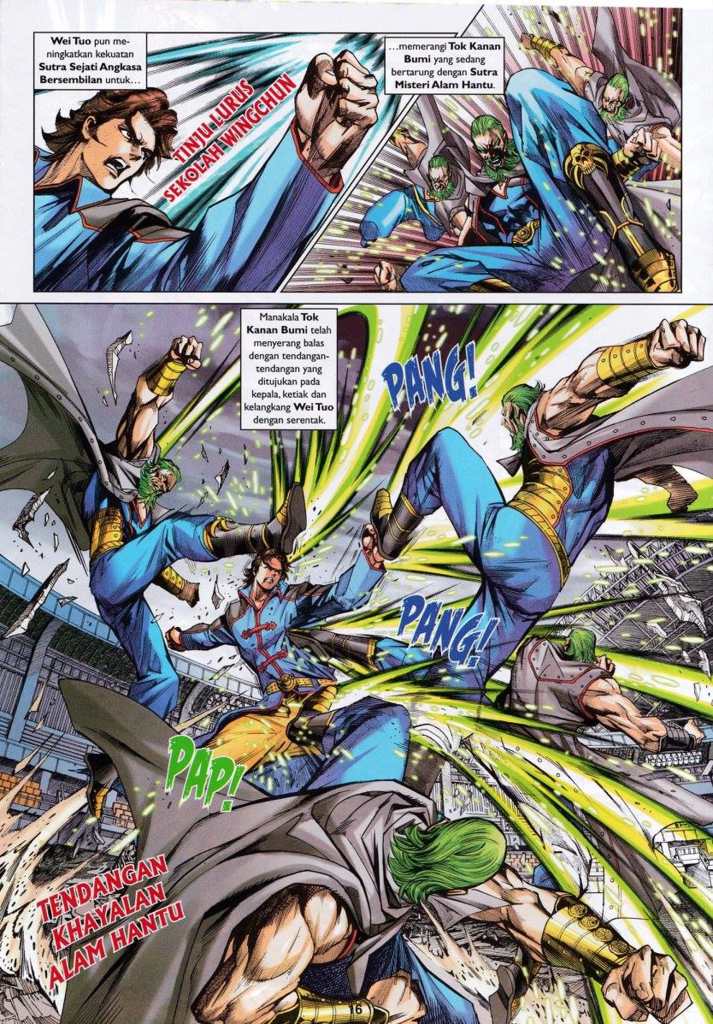 Wei Tuo pun me-
ningkatkan kekuatan
Sutra Sejati Angkasa
Bersembilan untuk...
TINJU LURUS
SEKOLAH WINGCHUN
...memerangi Tok Kanan
Bumi yang sedang
bertarung dengan Sutra
Misteri Alam Hantu.
Manakala Tok
Kanan Bumi telah
menyerang balas
dengan tendangan-
tendangan yang
ditujukan pada
kepala, ketiak dan
kelangkang Wei Tuo
dengan serentak.
PANG!
PANG!
PAP!
TENDANGAN
KHAYALAN
ALAM HANTU
16